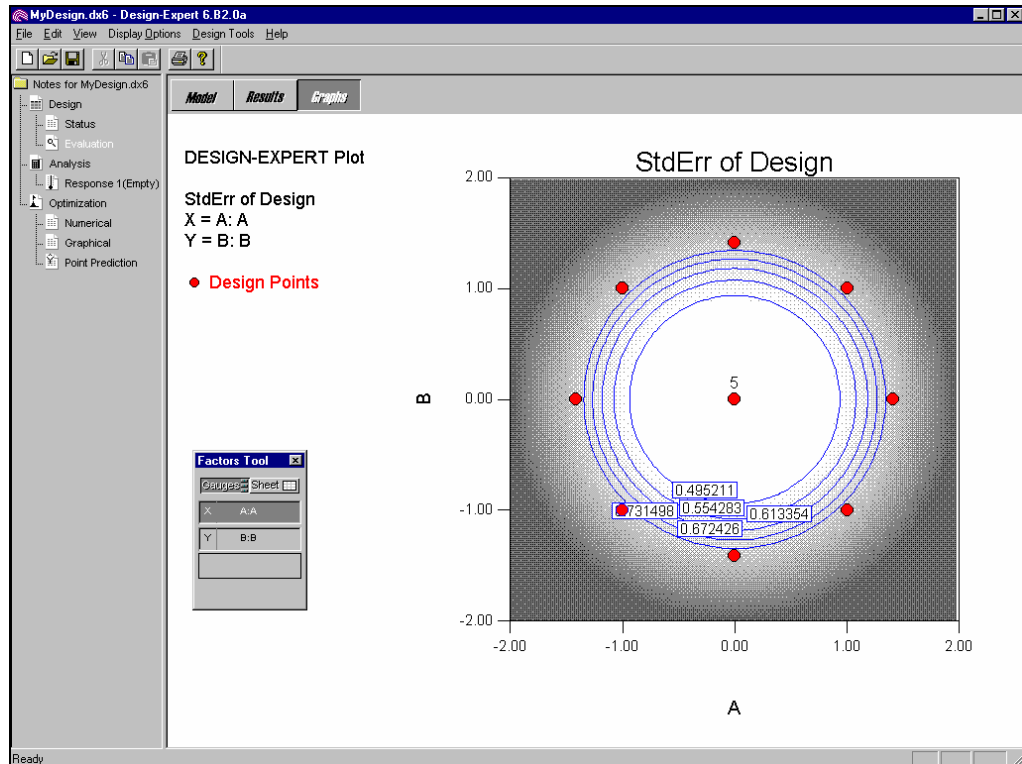 MyDesign.dx6 - Design-Expert 6.B2.0a
File Edit View Display Options Design Tools Help
Notes for MyDesign.dx6
Design
Status
Evaluation
Analysis
Response 1(Empty)
Optimization
Numerical
Graphical
Point Prediction
Model Results Graphs
DESIGN-EXPERT Plot
StdErr of Design
X = A: A
Y = B: B
Design Points
Factors Tool
Gauges Sheet
X A:A
Y B:B
StdErr of Design
2.00
1.00
0.00
-1.00
-2.00
B
5
0.495211
0.554283
0.613354
0.672426
-2.00 -1.00 0.00 1.00 2.00
A
Ready